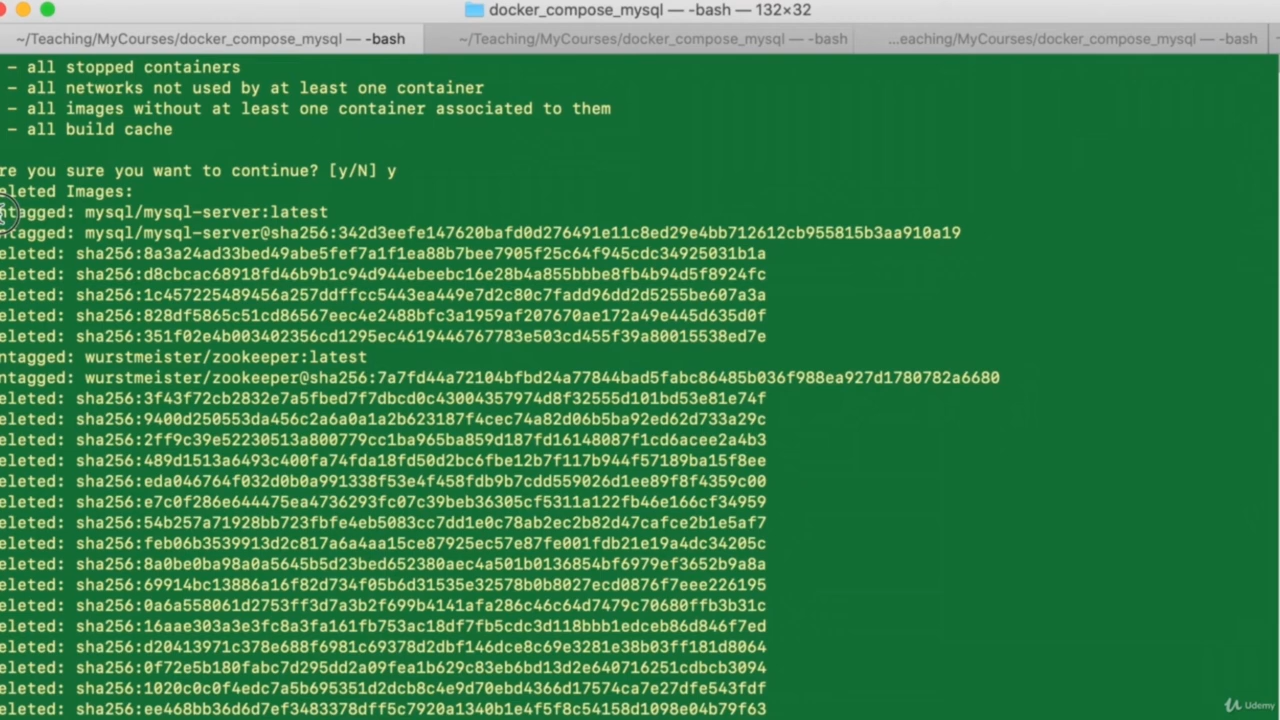 docker_compose_mysql — -bash — 132×32
~/Teaching/MyCourses/docker_compose_mysql — -bash
~/Teaching/MyCourses/docker_compose_mysql — -bash
...eaching/MyCourses/docker_compose_mysql — -bash
- all stopped containers
- all networks not used by at least one container
- all images without at least one container associated to them
- all build cache
re you sure you want to continue? [y/N] y
eleted Images:
ntagged: mysql/mysql-server:latest
ntagged: mysql/mysql-server@sha256:342d3eefe147620bafd0d276491e11c8ed29e4bb712612cb955815b3aa910a19
eleted: sha256:8a3a24ad33bed49abe5fef7a1f1ea88b7bee7905f25c64f945cdc34925031b1a
eleted: sha256:d8cbcac68918fd46b9b1c94d944ebeebc16e28b4a855bbbe8fb4b94d5f8924fc
eleted: sha256:1c457225489456a257ddffcc5443ea449e7d2c80c7fadd96dd2d5255be607a3a
eleted: sha256:828df5865c51cd86567eec4e2488bfc3a1959af207670ae172a49e445d635d0f
eleted: sha256:351f02e4b003402356cd1295ec4619446767783e503cd455f39a80015538ed7e
ntagged: wurstmeister/zookeeper:latest
ntagged: wurstmeister/zookeeper@sha256:7a7fd44a72104bfbd24a77844bad5fabc86485b036f988ea927d1780782a6680
eleted: sha256:3f43f72cb2832e7a5fbed7f7dbcd0c43004357974d8f32555d101bd53e81e74f
eleted: sha256:9400d250553da456c2a6a0a1a2b623187f4cec74a82d06b5ba92ed62d733a29c
eleted: sha256:2ff9c39e52230513a800779cc1ba965ba859d187fd16148087f1cd6acee2a4b3
eleted: sha256:489d1513a6493c400fa74fda18fd50d2bc6fbe12b7f117b944f57189ba15f8ee
eleted: sha256:eda046764f032d0b0a991338f53e4f458fdb9b7cdd559026d1ee89f8f4359c00
eleted: sha256:e7c0f286e644475ea4736293fc07c39beb36305cf5311a122fb46e166cf34959
eleted: sha256:54b257a71928bb723fbfe4eb5083cc7dd1e0c78ab2ec2b82d47cafce2b1e5af7
eleted: sha256:feb06b3539913d2c817a6a4aa15ce87925ec57e87fe001fdb21e19a4dc34205c
eleted: sha256:8a0be0ba98a0a5645b5d23bed652380aec4a501b0136854bf6979ef3652b9a8a
eleted: sha256:69914bc13886a16f82d734f05b6d31535e32578b0b8027ecd0876f7eee226195
eleted: sha256:0a6a558061d2753ff3d7a3b2f699b4141afa286c46c64d7479c70680ffb3b31c
eleted: sha256:16aae303a3e3fc8a3fa161fb753ac18df7fb5cdc3d118bbb1edceb86d846f7ed
eleted: sha256:d20413971c378e688f6981c69378d2dbf146dce8c69e3281e38b03ff181d8064
eleted: sha256:0f72e5b180fabc7d295dd2a09fea1b629c83eb6bd13d2e640716251cdbcb3094
eleted: sha256:1020c0c0f4edc7a5b695351d2dcb8c4e9d70ebd4366d17574ca7e27dfe543fdf
eleted: sha256:ee468bb36d6d7ef3483378dff5c7920a1340b1e4f5f8c54158d1098e04b79f63
Udemy